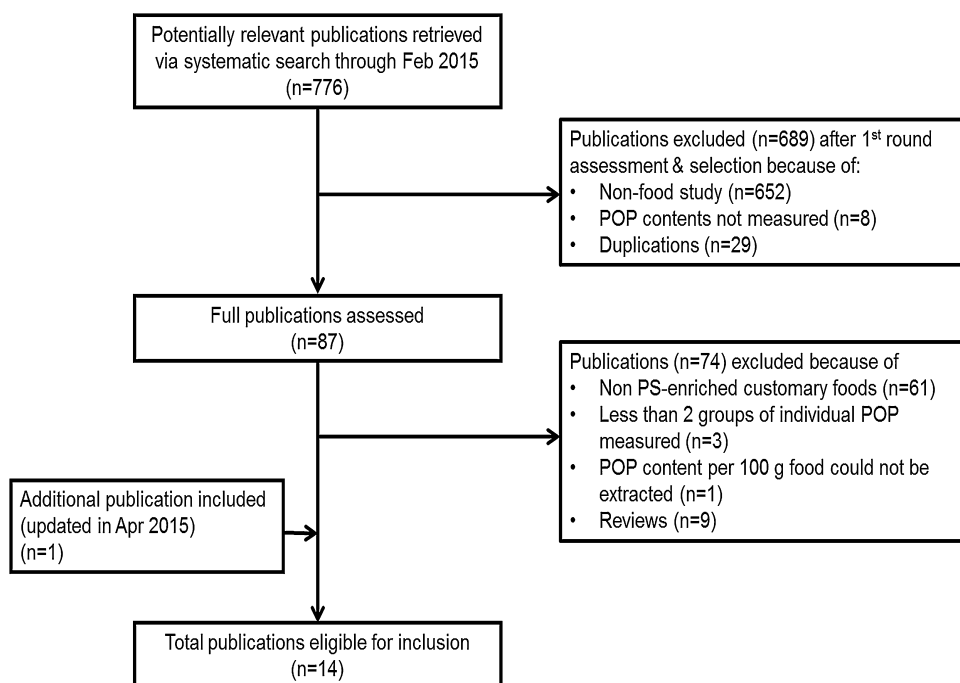 Potentially relevant publications retrieved
via systematic search through Feb 2015
(n=776)
Publications excluded (n=689) after 1st round
assessment & selection because of:
• Non-food study (n=652)
• POP contents not measured (n=8)
• Duplications (n=29)
Full publications assessed
(n=87)
Publications (n=74) excluded because of
• Non PS-enriched customary foods (n=61)
• Less than 2 groups of individual POP
measured (n=3)
• POP content per 100 g food could not be
extracted (n=1)
• Reviews (n=9)
Additional publication included
(updated in Apr 2015)
(n=1)
Total publications eligible for inclusion
(n=14)